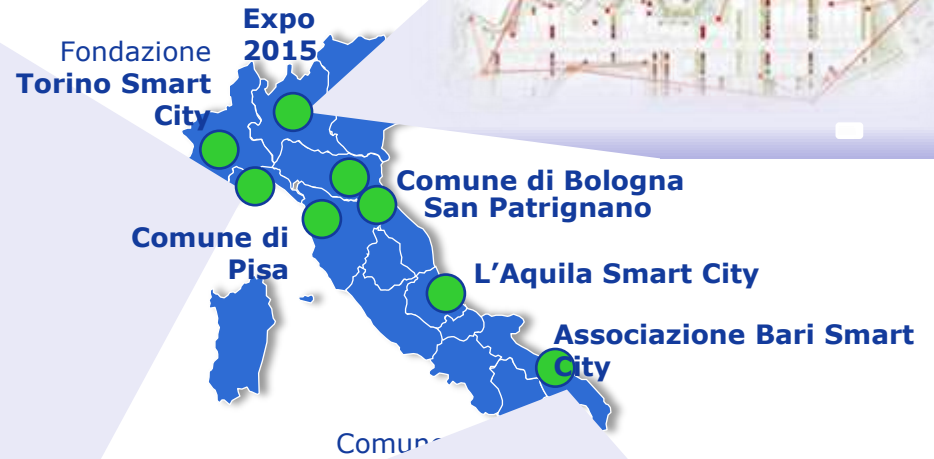 Expo
2015
Fondazione
Torino Smart
City
Comune di Bologna
San Patrignano
Comune di
Pisa
L’Aquila Smart City
Associazione Bari Smart
City